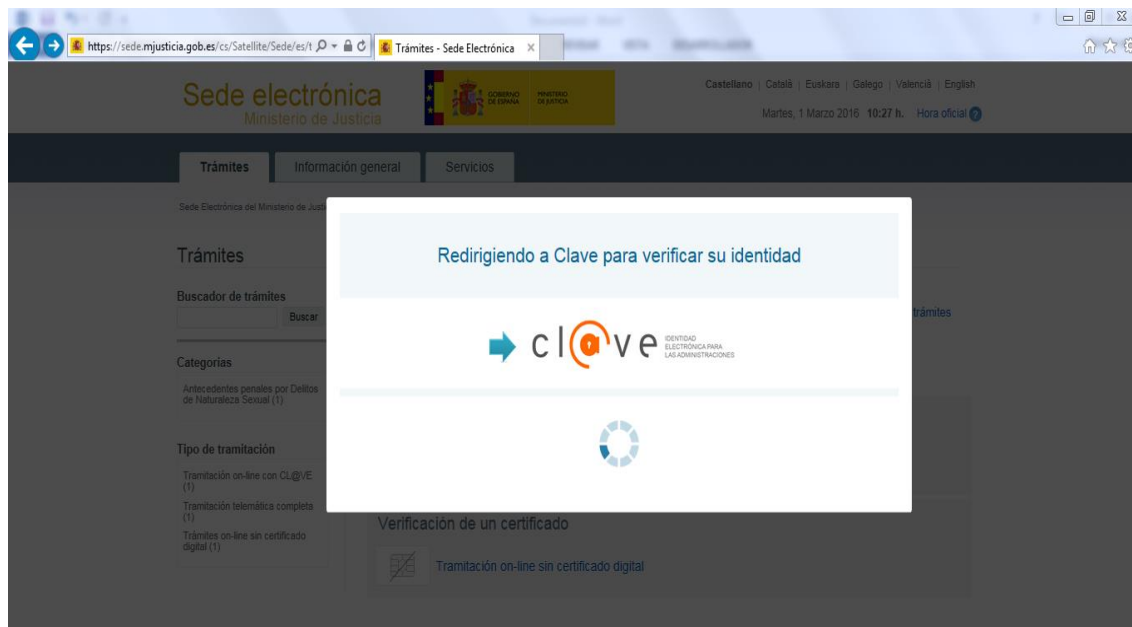 https://sede.mjusticia.gob.es/cs/Satellite/Sede/es/t
Trámites - Sede Electrónica
Sede electrónica
Ministerio de Justicia
GOBIERNO
DE ESPAÑA
MINISTERIO
DE JUSTICIA
Castellano | Català | Euskara | Galego | Valencià | English
Martes, 1 Marzo 2016 10:27 h. Hora oficial ?
Trámites
Información general
Servicios
Sede Electrónica del Ministerio de Justi
Redirigiendo a Clave para verificar su identidad
cl@ve
IDENTIDAD
ELECTRÓNICA PARA
LAS ADMINISTRACIONES
Trámites
Buscador de trámites
Buscar
trámites
Categorías
Antecedentes penales por Delitos
de Naturaleza Sexual (1)
Tipo de tramitación
Tramitación on-line con CL@VE
(1)
Tramitación telemática completa
(1)
Trámites on-line sin certificado
digital (1)
Verificación de un certificado
Tramitación on-line sin certificado digital